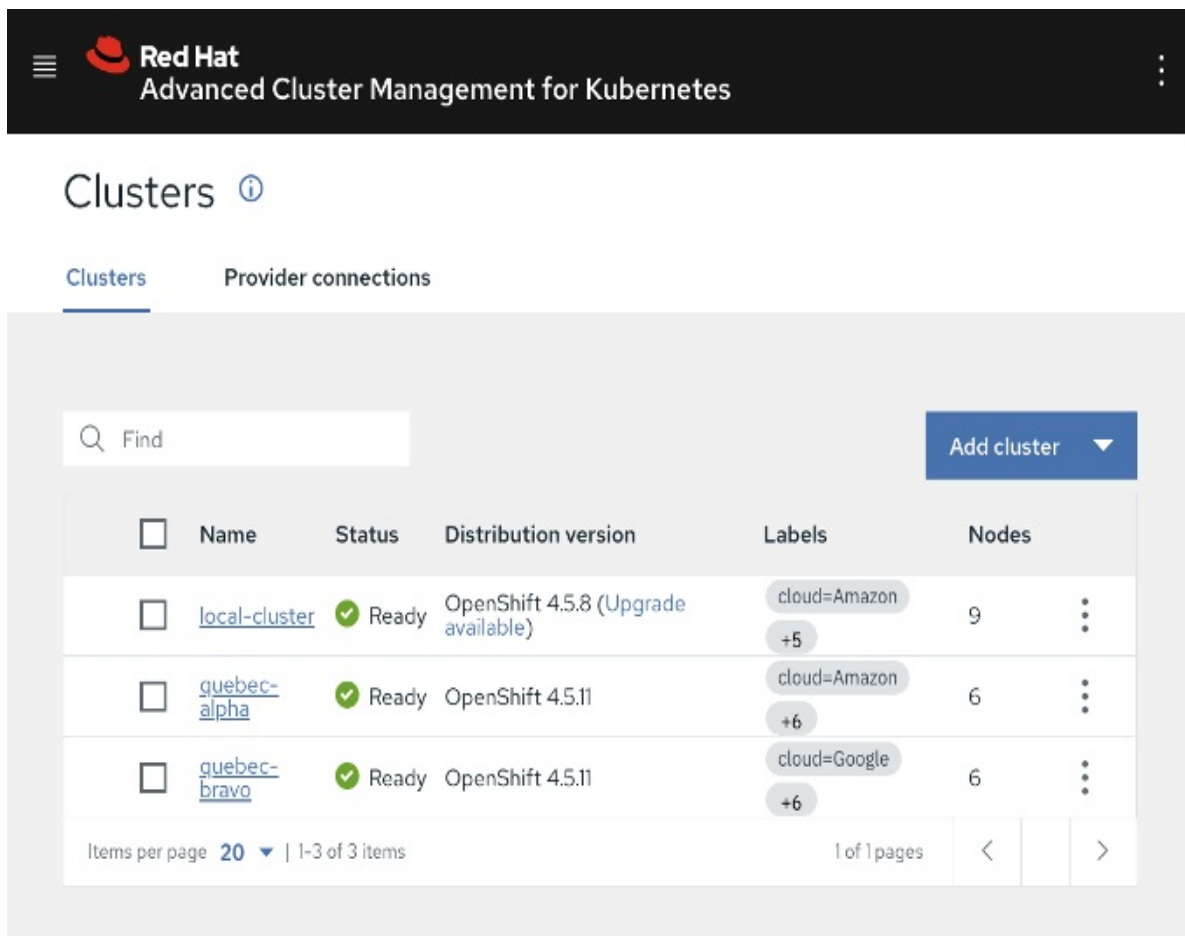 Red Hat
Advanced Cluster Management for Kubernetes
Clusters
Clusters Provider connections
Find
Add cluster
Name Status Distribution version Labels Nodes
local-cluster Ready OpenShift 4.5.8 (Upgrade available) cloud=Amazon +5 9
quebec-alpha Ready OpenShift 4.5.11 cloud=Amazon +6 6
quebec-bravo Ready OpenShift 4.5.11 cloud=Google +6 6
Items per page 20 | 1-3 of 3 items 1 of 1 pages